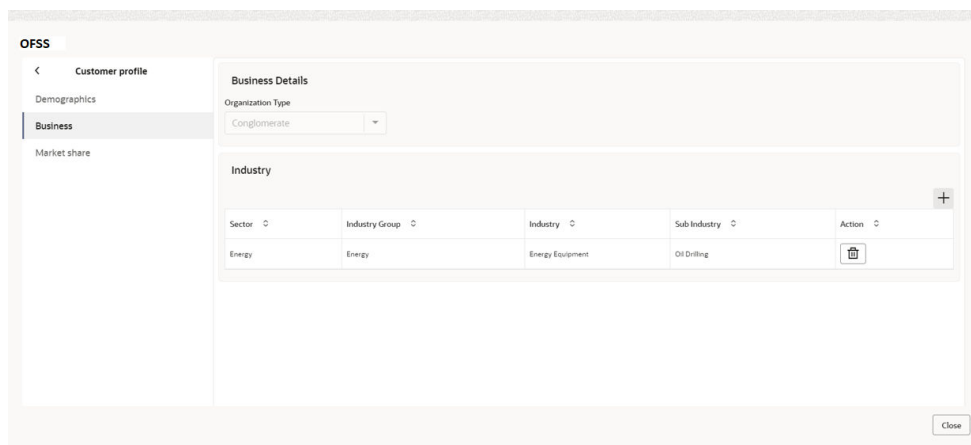 OFSS
Customer profile
Demographics
Business
Market share
Business Details
Organization Type
Conglomerate
Industry
Sector Industry Group Industry Sub Industry Action
Energy Energy Energy Equipment Oil Drilling
Close